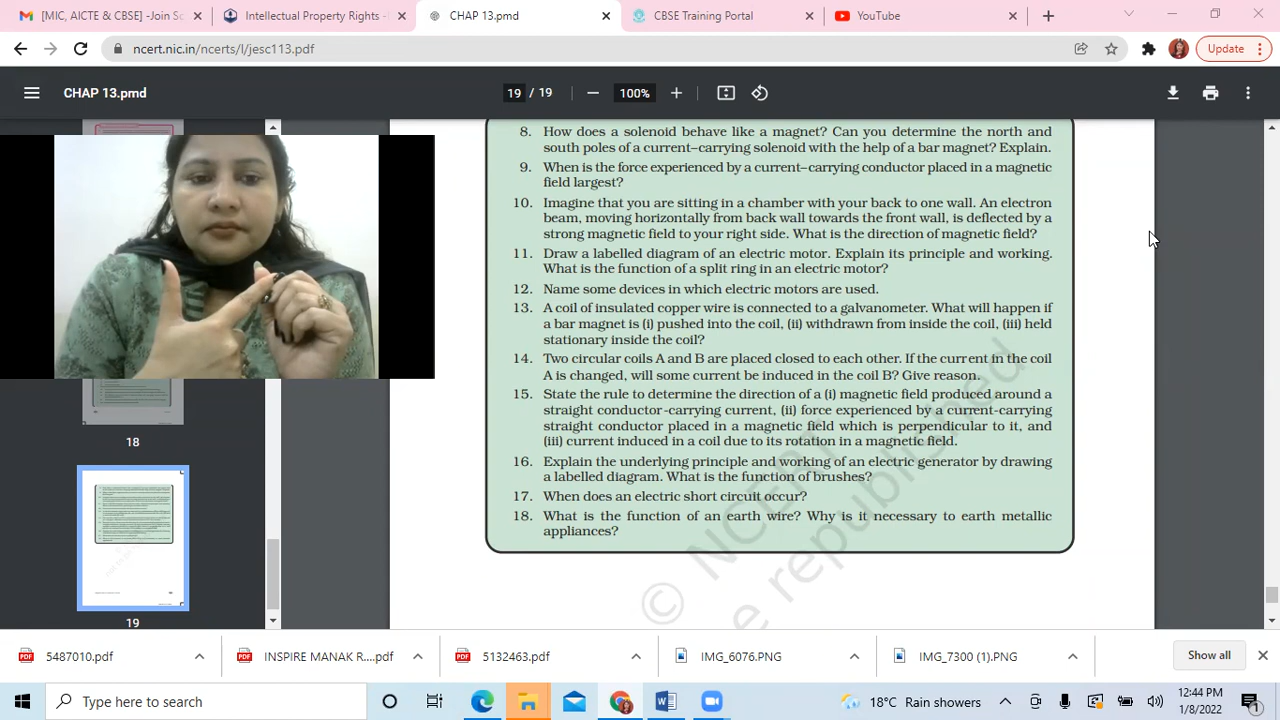 [MIC, AICTE & CBSE] -Join S
Intellectual Property Rights -
CHAP 13.pmd
CBSE Training Portal
YouTube
ncert.nic.in/ncerts/l/jesc113.pdf
Update
CHAP 13.pmd
19 / 19
100%
8. How does a solenoid behave like a magnet? Can you determine the north and
south poles of a current–carrying solenoid with the help of a bar magnet? Explain.
9. When is the force experienced by a current–carrying conductor placed in a magnetic
field largest?
10. Imagine that you are sitting in a chamber with your back to one wall. An electron
beam, moving horizontally from back wall towards the front wall, is deflected by a
strong magnetic field to your right side. What is the direction of magnetic field?
11. Draw a labelled diagram of an electric motor. Explain its principle and working.
What is the function of a split ring in an electric motor?
12. Name some devices in which electric motors are used.
13. A coil of insulated copper wire is connected to a galvanometer. What will happen if
a bar magnet is (i) pushed into the coil, (ii) withdrawn from inside the coil, (iii) held
stationary inside the coil?
14. Two circular coils A and B are placed closed to each other. If the current in the coil
A is changed, will some current be induced in the coil B? Give reason.
15. State the rule to determine the direction of a (i) magnetic field produced around a
straight conductor-carrying current, (ii) force experienced by a current-carrying
straight conductor placed in a magnetic field which is perpendicular to it, and
(iii) current induced in a coil due to its rotation in a magnetic field.
16. Explain the underlying principle and working of an electric generator by drawing
a labelled diagram. What is the function of brushes?
17. When does an electric short circuit occur?
18. What is the function of an earth wire? Why is it necessary to earth metallic
appliances?
© NCERT
e republished
18
19
5487010.pdf
INSPIRE MANAK R....pdf
5132463.pdf
IMG_6076.PNG
IMG_7300 (1).PNG
Show all
Type here to search
18°C Rain showers
12:44 PM
1/8/2022